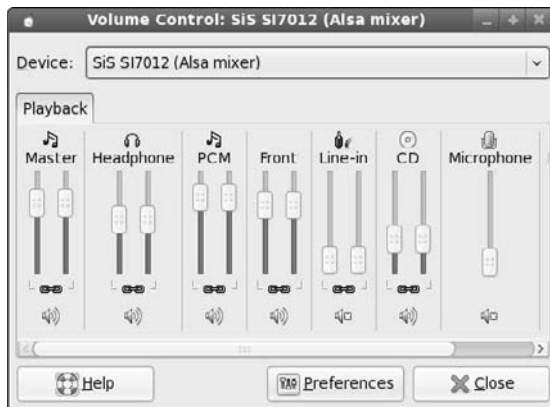 Volume Control: SiS SI7012 (Alsa mixer)
Device: SiS SI7012 (Alsa mixer)
Playback
Master Headphone PCM Front Line-in CD Microphone
Help Preferences Close